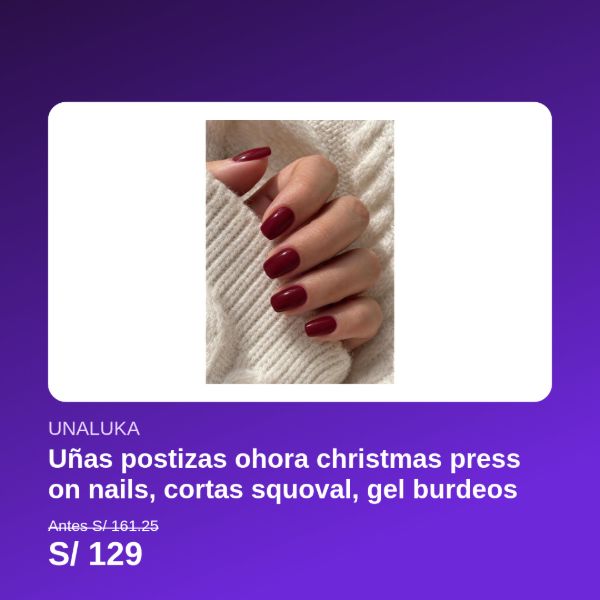 UNALUKA
Uñas postizas ohora christmas press
on nails, cortas squoval, gel burdeos
Antes S/ 161.25
S/ 129